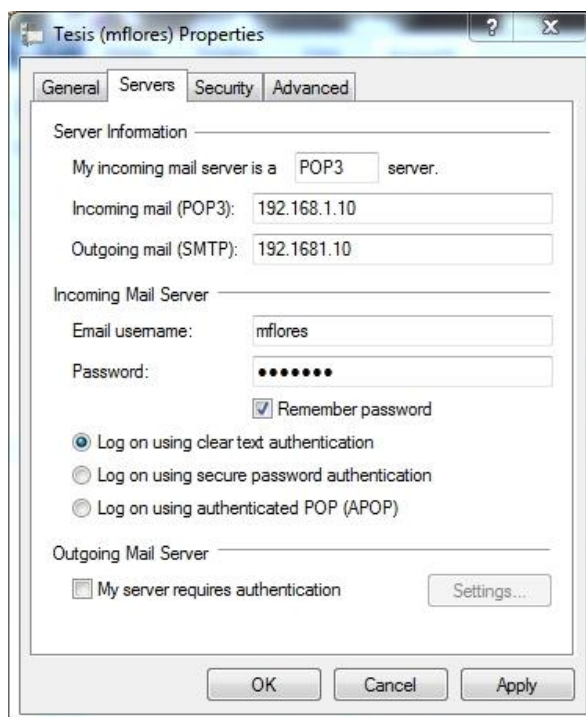 Tesis (mflores) Properties
? X
General Servers Security Advanced
Server Information
My incoming mail server is a POP3 server.
Incoming mail (POP3): 192.168.1.10
Outgoing mail (SMTP): 192.1681.10
Incoming Mail Server
Email username: mflores
Password: •••••••
Remember password
Log on using clear text authentication
Log on using secure password authentication
Log on using authenticated POP (APOP)
Outgoing Mail Server
My server requires authentication Settings...
OK Cancel Apply